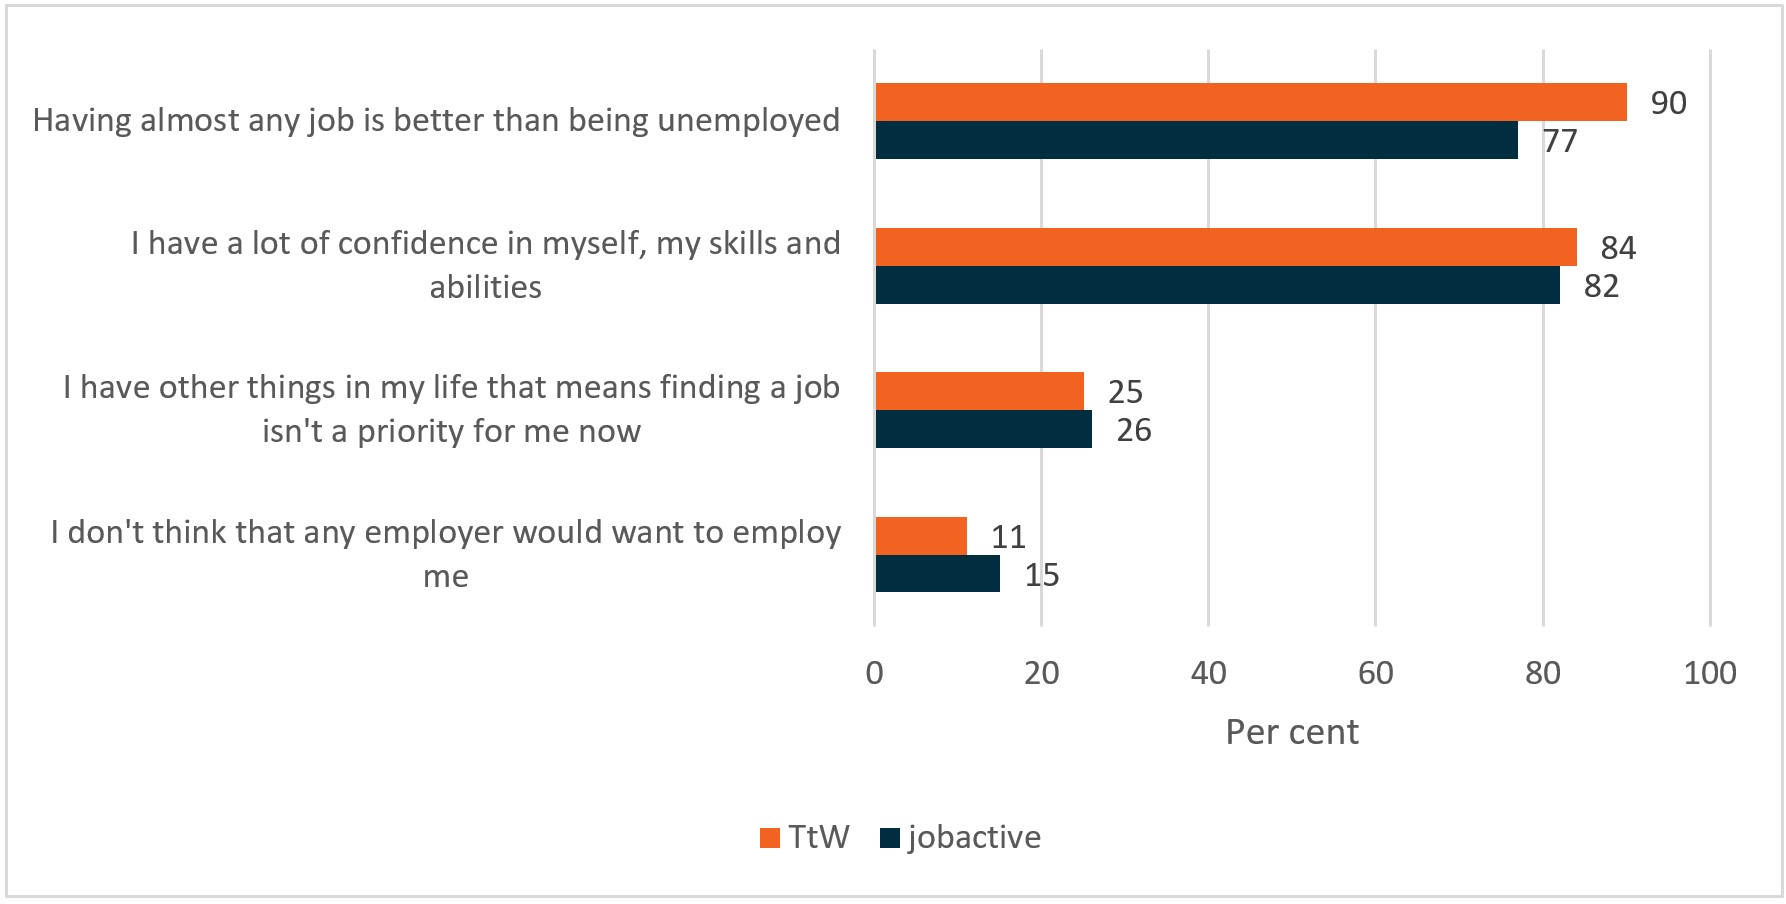 Having almost any job is better than being unemployed
90
77
I have a lot of confidence in myself, my skills and
abilities
84
82
I have other things in my life that means finding a job
isn't a priority for me now
25
26
I don't think that any employer would want to employ
me
11
15
0 20 40 60 80 100
Per cent
TtW jobactive